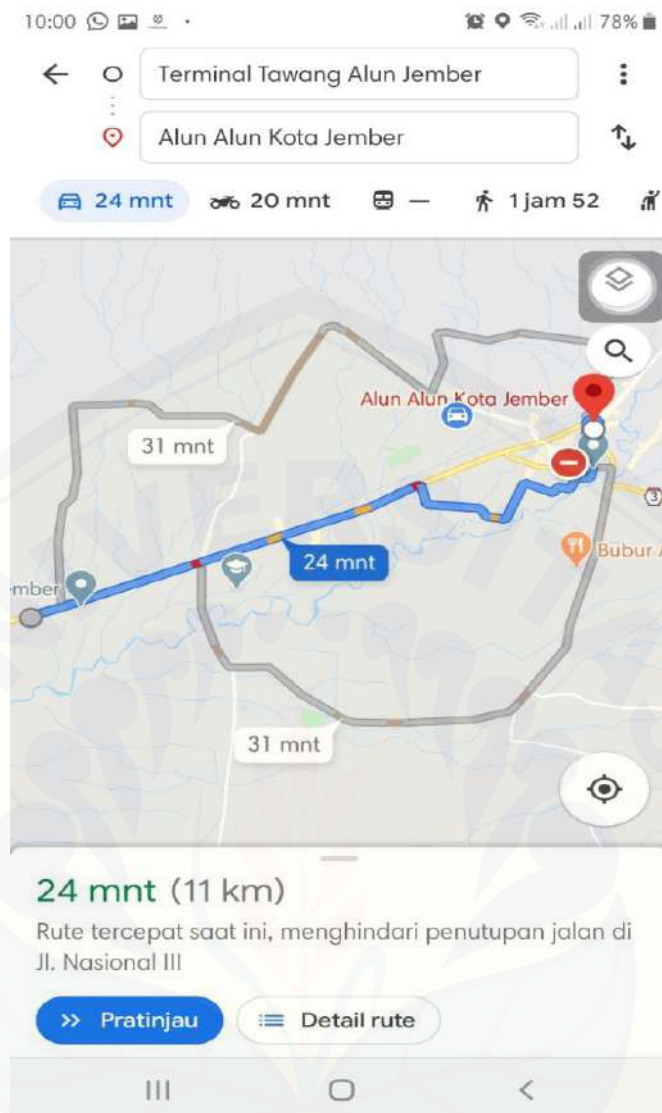 10:00
78%
Terminal Tawang Alun Jember
Alun Alun Kota Jember
24 mnt
20 mnt
—
1 jam 52
Alun Alun Kota Jember
31 mnt
3
24 mnt
Bubur
mber
31 mnt
24 mnt (11 km)
Rute tercepat saat ini, menghindari penutupan jalan di
Jl. Nasional III
Pratinjau
Detail rute